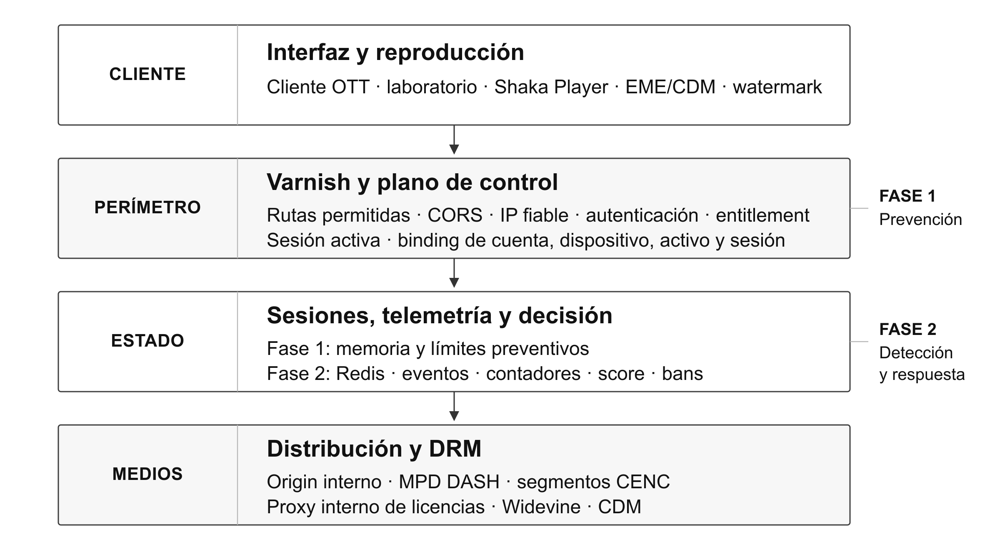 CLIENTE
Interfaz y reproducción
Cliente OTT · laboratorio · Shaka Player · EME/CDM · watermark
PERÍMETRO
Varnish y plano de control
Rutas permitidas · CORS · IP fiable · autenticación · entitlement
Sesión activa · binding de cuenta, dispositivo, activo y sesión
FASE 1
Prevención
ESTADO
Sesiones, telemetría y decisión
Fase 1: memoria y límites preventivos
Fase 2: Redis · eventos · contadores · score · bans
FASE 2
Detección
y respuesta
MEDIOS
Distribución y DRM
Origin interno · MPD DASH · segmentos CENC
Proxy interno de licencias · Widevine · CDM